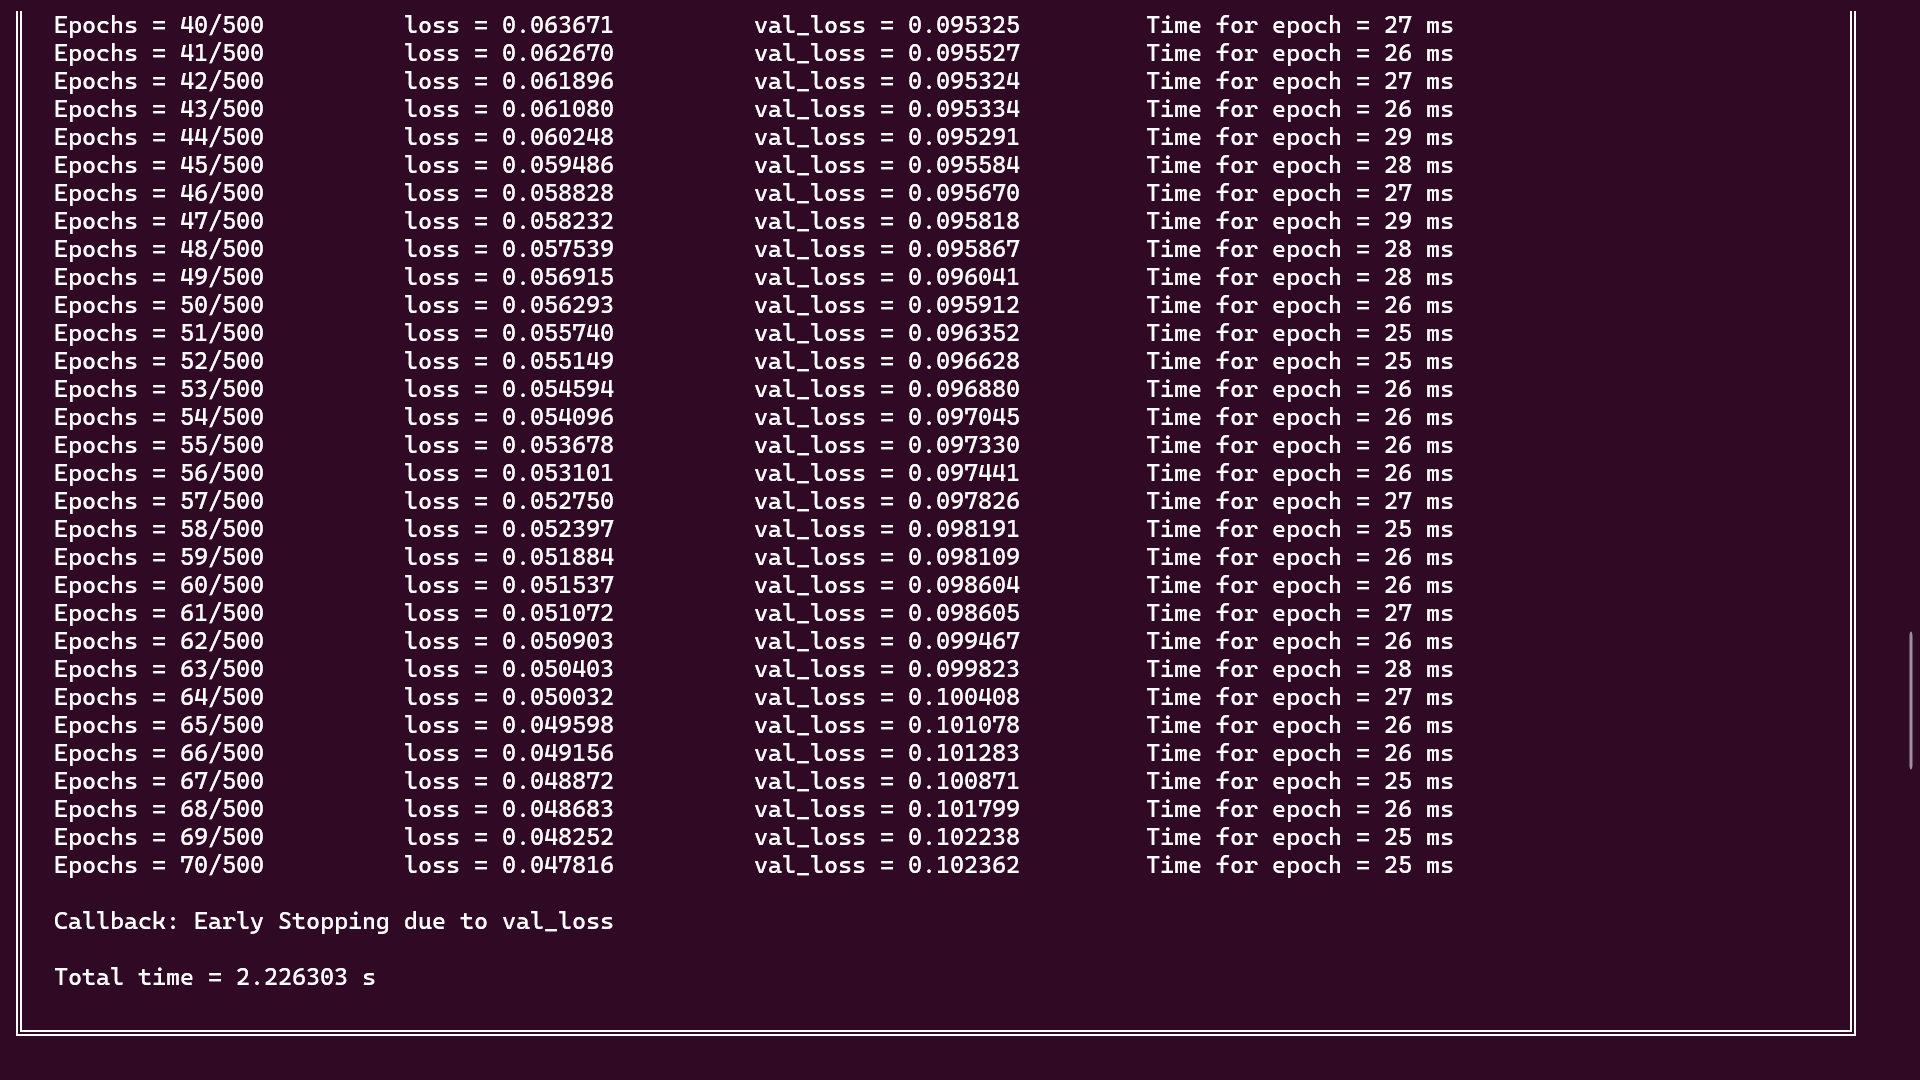 Epochs = 40/500 loss = 0.063671 val_loss = 0.095325 Time for epoch = 27 ms
Epochs = 41/500 loss = 0.062670 val_loss = 0.095527 Time for epoch = 26 ms
Epochs = 42/500 loss = 0.061896 val_loss = 0.095324 Time for epoch = 27 ms
Epochs = 43/500 loss = 0.061080 val_loss = 0.095334 Time for epoch = 26 ms
Epochs = 44/500 loss = 0.060248 val_loss = 0.095291 Time for epoch = 29 ms
Epochs = 45/500 loss = 0.059486 val_loss = 0.095584 Time for epoch = 28 ms
Epochs = 46/500 loss = 0.058828 val_loss = 0.095670 Time for epoch = 27 ms
Epochs = 47/500 loss = 0.058232 val_loss = 0.095818 Time for epoch = 29 ms
Epochs = 48/500 loss = 0.057539 val_loss = 0.095867 Time for epoch = 28 ms
Epochs = 49/500 loss = 0.056915 val_loss = 0.096041 Time for epoch = 28 ms
Epochs = 50/500 loss = 0.056293 val_loss = 0.095912 Time for epoch = 26 ms
Epochs = 51/500 loss = 0.055740 val_loss = 0.096352 Time for epoch = 25 ms
Epochs = 52/500 loss = 0.055149 val_loss = 0.096628 Time for epoch = 25 ms
Epochs = 53/500 loss = 0.054594 val_loss = 0.096880 Time for epoch = 26 ms
Epochs = 54/500 loss = 0.054096 val_loss = 0.097045 Time for epoch = 26 ms
Epochs = 55/500 loss = 0.053678 val_loss = 0.097330 Time for epoch = 26 ms
Epochs = 56/500 loss = 0.053101 val_loss = 0.097441 Time for epoch = 26 ms
Epochs = 57/500 loss = 0.052750 val_loss = 0.097826 Time for epoch = 27 ms
Epochs = 58/500 loss = 0.052397 val_loss = 0.098191 Time for epoch = 25 ms
Epochs = 59/500 loss = 0.051884 val_loss = 0.098109 Time for epoch = 26 ms
Epochs = 60/500 loss = 0.051537 val_loss = 0.098604 Time for epoch = 26 ms
Epochs = 61/500 loss = 0.051072 val_loss = 0.098605 Time for epoch = 27 ms
Epochs = 62/500 loss = 0.050903 val_loss = 0.099467 Time for epoch = 26 ms
Epochs = 63/500 loss = 0.050403 val_loss = 0.099823 Time for epoch = 28 ms
Epochs = 64/500 loss = 0.050032 val_loss = 0.100408 Time for epoch = 27 ms
Epochs = 65/500 loss = 0.049598 val_loss = 0.101078 Time for epoch = 26 ms
Epochs = 66/500 loss = 0.049156 val_loss = 0.101283 Time for epoch = 26 ms
Epochs = 67/500 loss = 0.048872 val_loss = 0.100871 Time for epoch = 25 ms
Epochs = 68/500 loss = 0.048683 val_loss = 0.101799 Time for epoch = 26 ms
Epochs = 69/500 loss = 0.048252 val_loss = 0.102238 Time for epoch = 25 ms
Epochs = 70/500 loss = 0.047816 val_loss = 0.102362 Time for epoch = 25 ms
Callback: Early Stopping due to val_loss
Total time = 2.226303 s